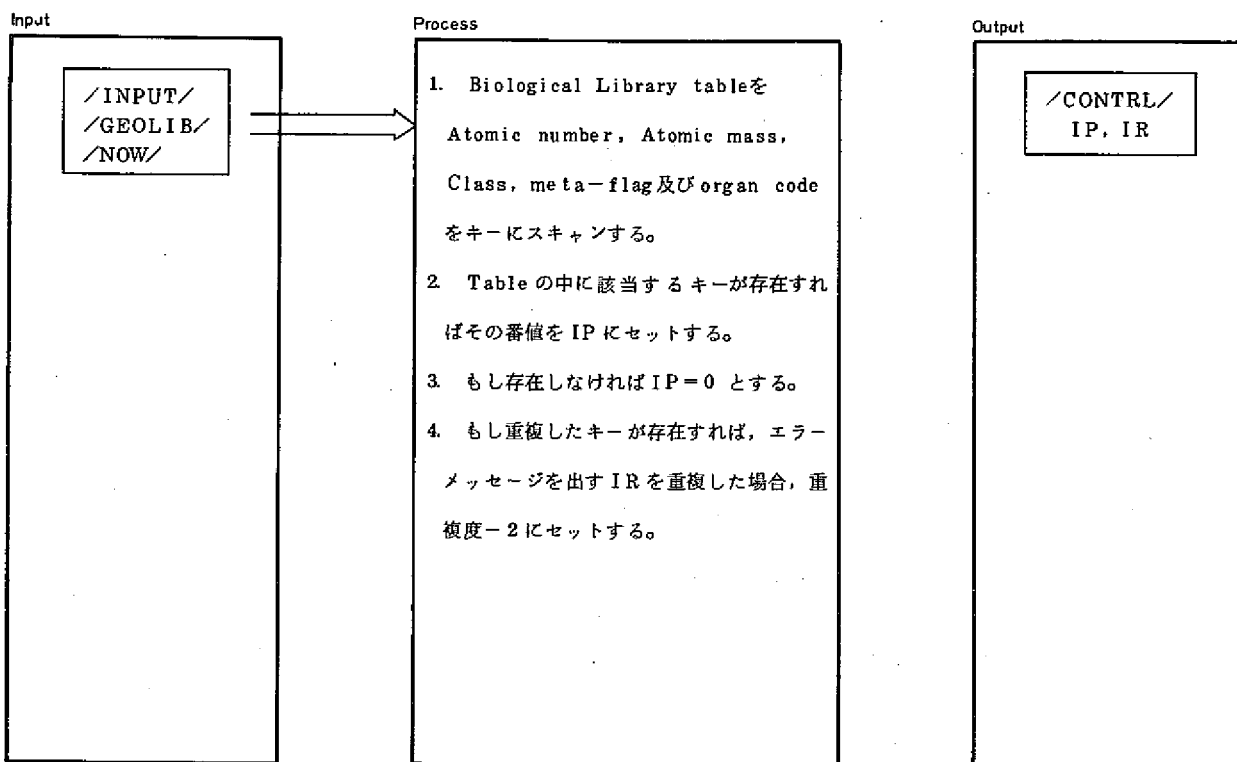 Input
/INPUT/
/GEOLIB/
/NOW/
Process
1. Biological Library tableを
Atomic number, Atomic mass,
Class, meta-flag及びorgan code
をキーにスキャンする。
2. Tableの中に該当するキーが存在すれ
ばその番値をIPにセットする。
3. もし存在しなければIP=0とする。
4. もし重複したキーが存在すれば,エラー
メッセージを出すIRを重複した場合,重
複度-2にセットする。
Output
/CONTRL/
IP, IR